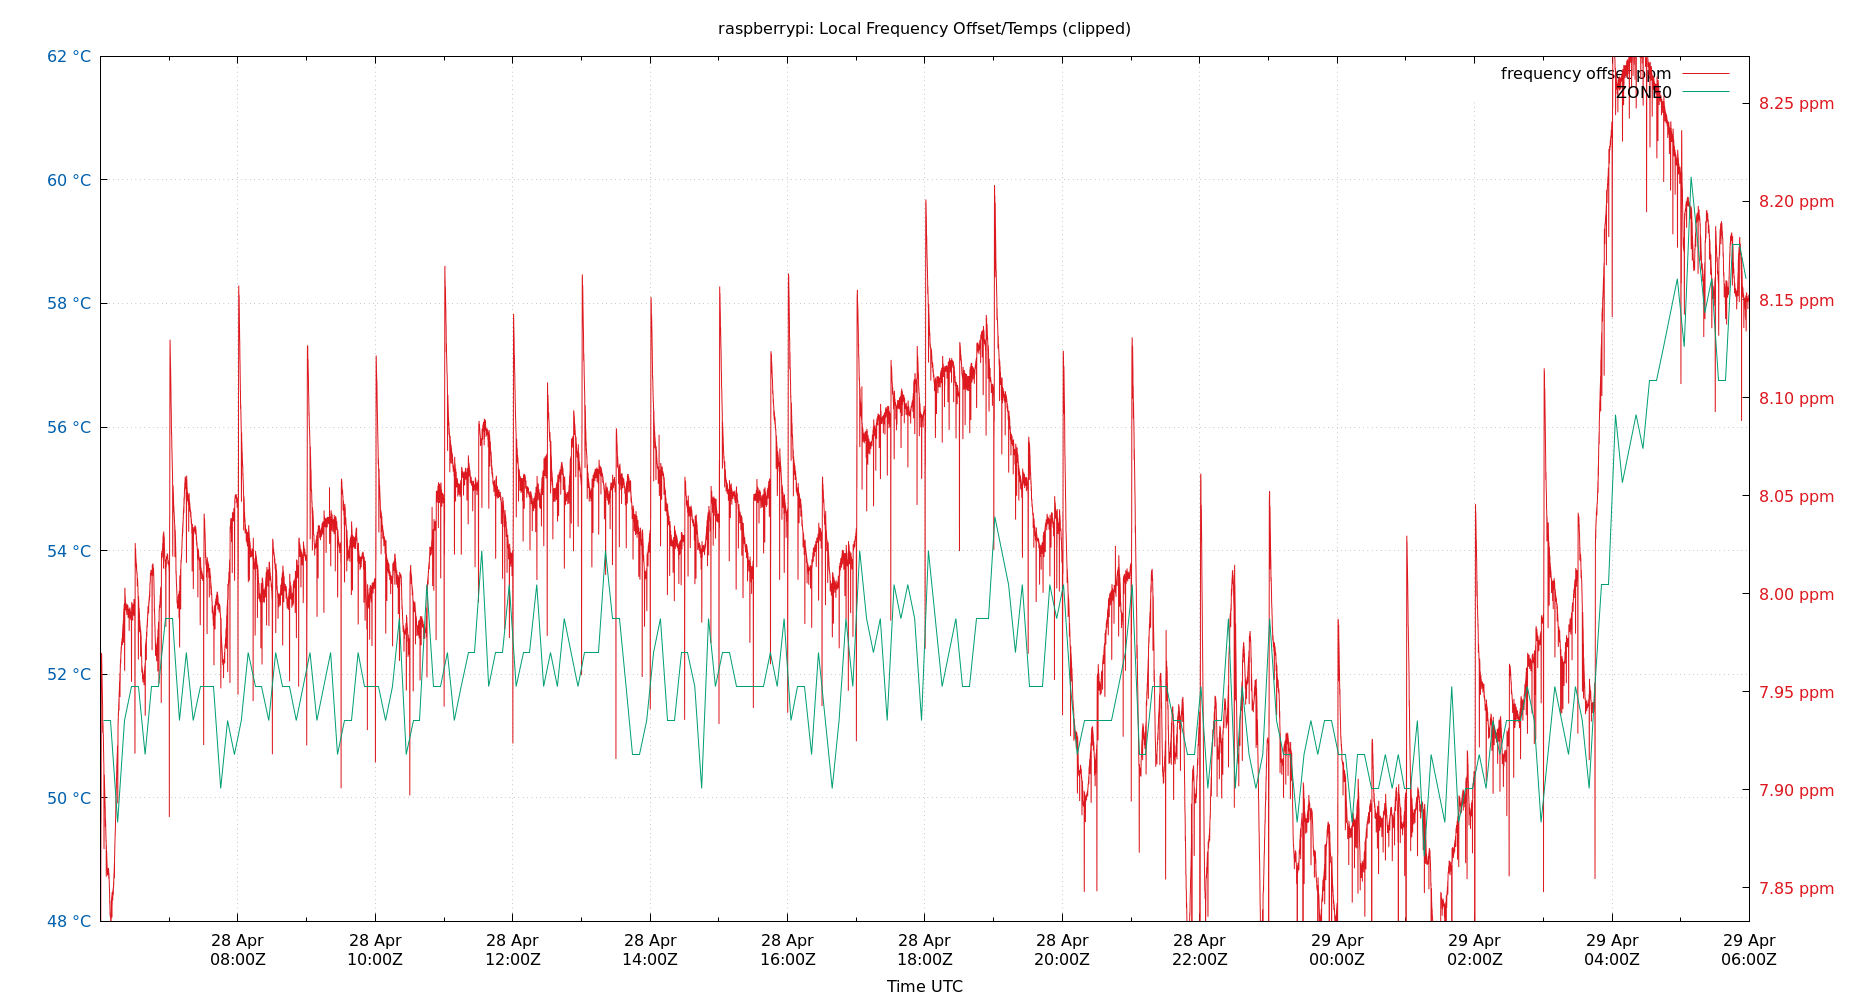 raspberrypi: Local Frequency Offset/Temps (clipped)
62 °C
60 °C
58 °C
56 °C
54 °C
52 °C
50 °C
48 °C
frequency offset ppm
ZONE0
8.25 ppm
8.20 ppm
8.15 ppm
8.10 ppm
8.05 ppm
8.00 ppm
7.95 ppm
7.90 ppm
7.85 ppm
28 Apr
08:00Z
28 Apr
10:00Z
28 Apr
12:00Z
28 Apr
14:00Z
28 Apr
16:00Z
28 Apr
18:00Z
28 Apr
20:00Z
28 Apr
22:00Z
29 Apr
00:00Z
29 Apr
02:00Z
29 Apr
04:00Z
29 Apr
06:00Z
Time UTC